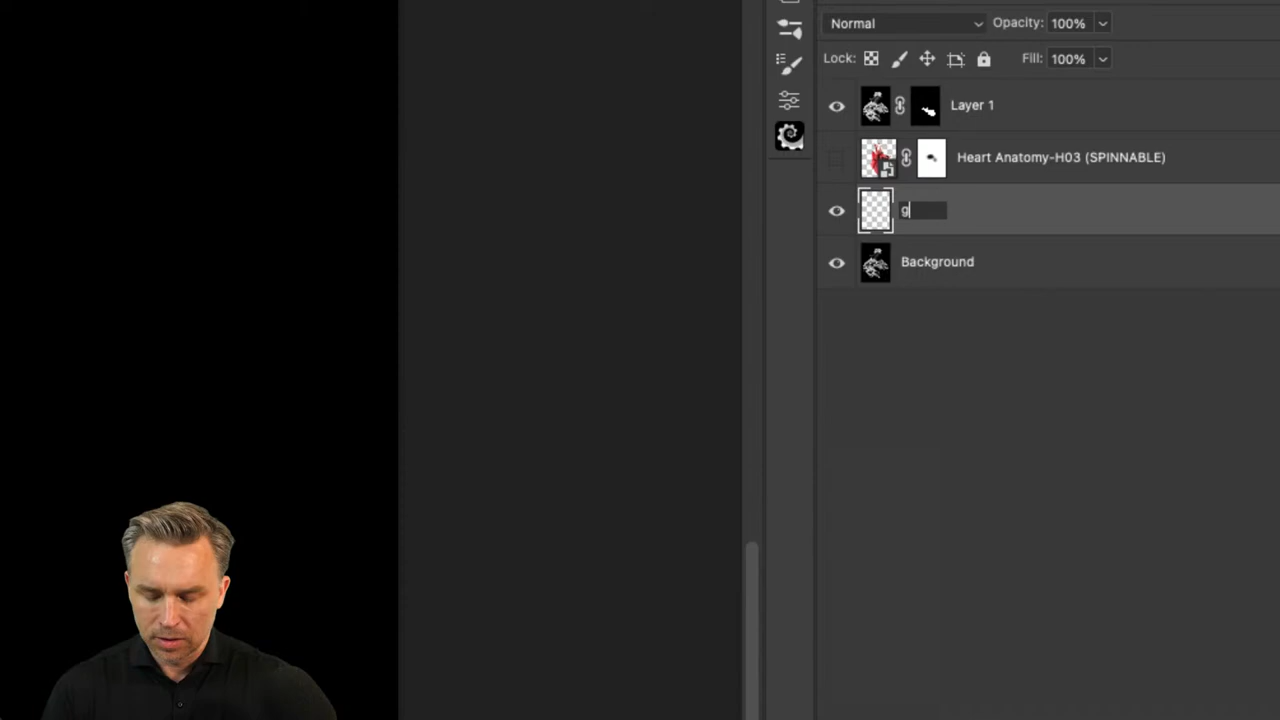 Normal Opacity: 100%
Lock: Fill: 100%
Layer 1
Heart Anatomy-H03 (SPINNABLE)
g
Background